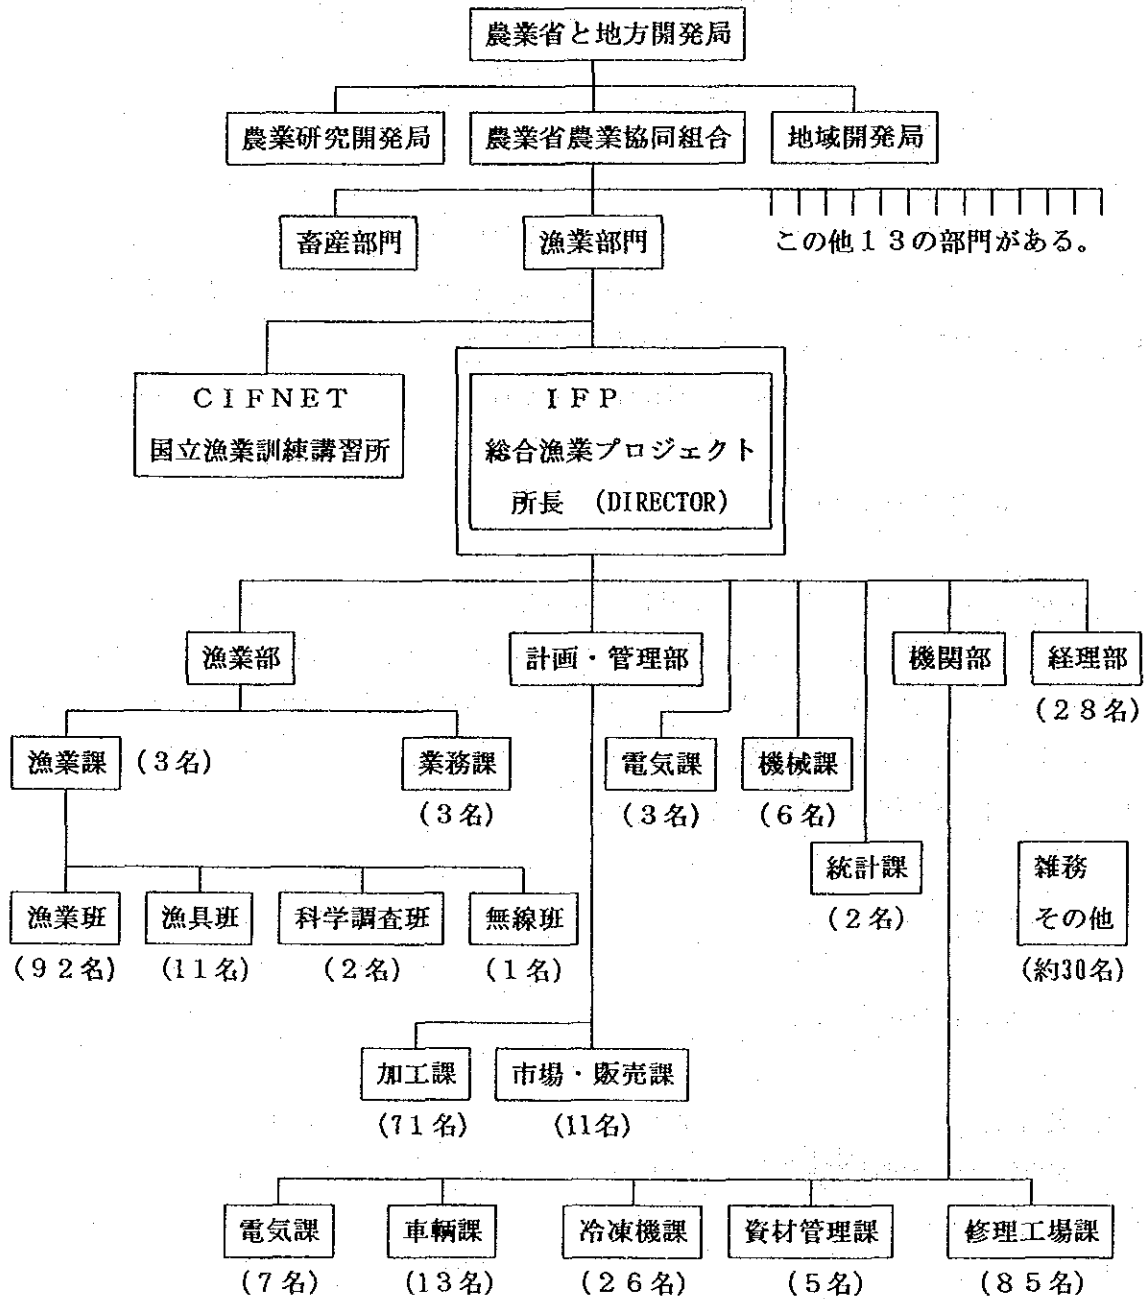 農業省と地方開発局
農業研究開発局
農業省農業協同組合
地域開発局
畜産部門
漁業部門
この他13の部門がある。
CIFNET
国立漁業訓練講習所
IFP
総合漁業プロジェクト
所長 (DIRECTOR)
漁業部
計画・管理部
機関部
経理部
(28名)
漁業課 (3名)
業務課
(3名)
電気課
(3名)
機械課
(6名)
統計課
(2名)
雑務
その他
(約30名)
漁業班
(92名)
漁具班
(11名)
科学調査班
(2名)
無線班
(1名)
加工課
(71名)
市場・販売課
(11名)
電気課
(7名)
車輌課
(13名)
冷凍機課
(26名)
資材管理課
(5名)
修理工場課
(85名)